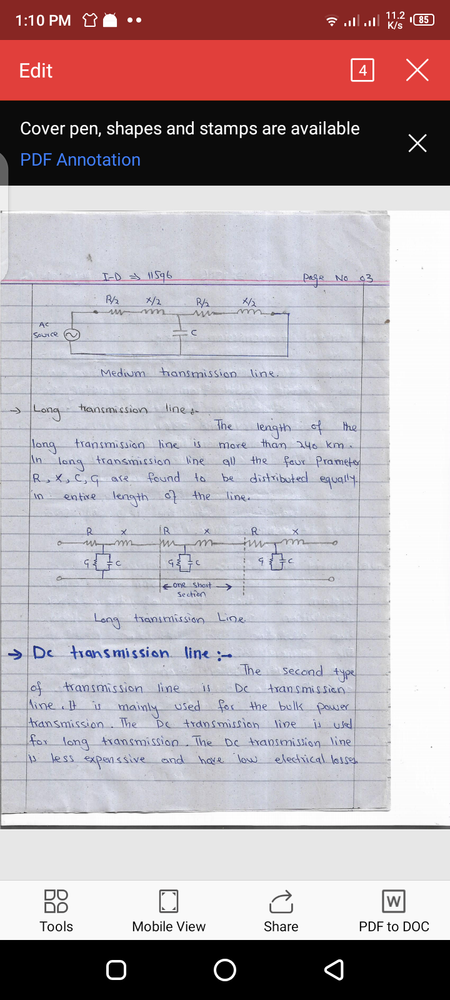 1:10 PM
11.2
K/s
85
Edit
4
Cover pen, shapes and stamps are available
PDF Annotation
I-D ⇒ 11596
Page No 03
R/2 X/2 R/2 X/2
AC
Source
C
Medium transmission line.
→ Long transmission line :-
The length of the
long transmission line is more than 240 km.
In long transmission line all the four Prameter
R, X, C, G are found to be distributed equally.
in entire length of the line.
R X R X R X
G C G C G C
← one short →
section
Long transmission Line
→ Dc transmission line :-
The second type
of transmission line is Dc transmission
line. It is mainly used for the bulk power
transmission. The Dc transmission line is used
for long transmission. The Dc transmission line
is less expenssive and have low electrical losses.
Tools
Mobile View
Share
W
PDF to DOC